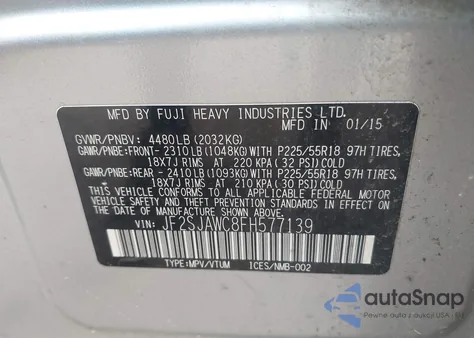 MFD BY FUJI HEAVY INDUSTRIES LTD.
MFD IN 01/15
GVWR/PNBV: 4480LB (2032KG)
GAWR/PNBE:FRONT- 2310LB (1048KG) WITH P225/55R18 97H TIRES,
18X7J RIMS AT 220 KPA ( 32 PSI) COLD
GAWR/PNBE:REAR - 2410LB (1093KG) WITH P225/55R18 97H TIRES,
18X7J RIMS AT 210 KPA ( 30 PSI) COLD
THIS VEHICLE CONFORMS TO ALL APPLICABLE FEDERAL MOTOR
VEHICLE SAFETY AND THEFT PREVENTION STANDARDS IN
EFFECT ON THE DATE OF MANUFACTURE SHOWN ABOVE.
VIN: JF2SJAWC8FH577139
TYPE:MPV/VTUM ICES/NMB-002
autoSnap
Pewne auto z USA